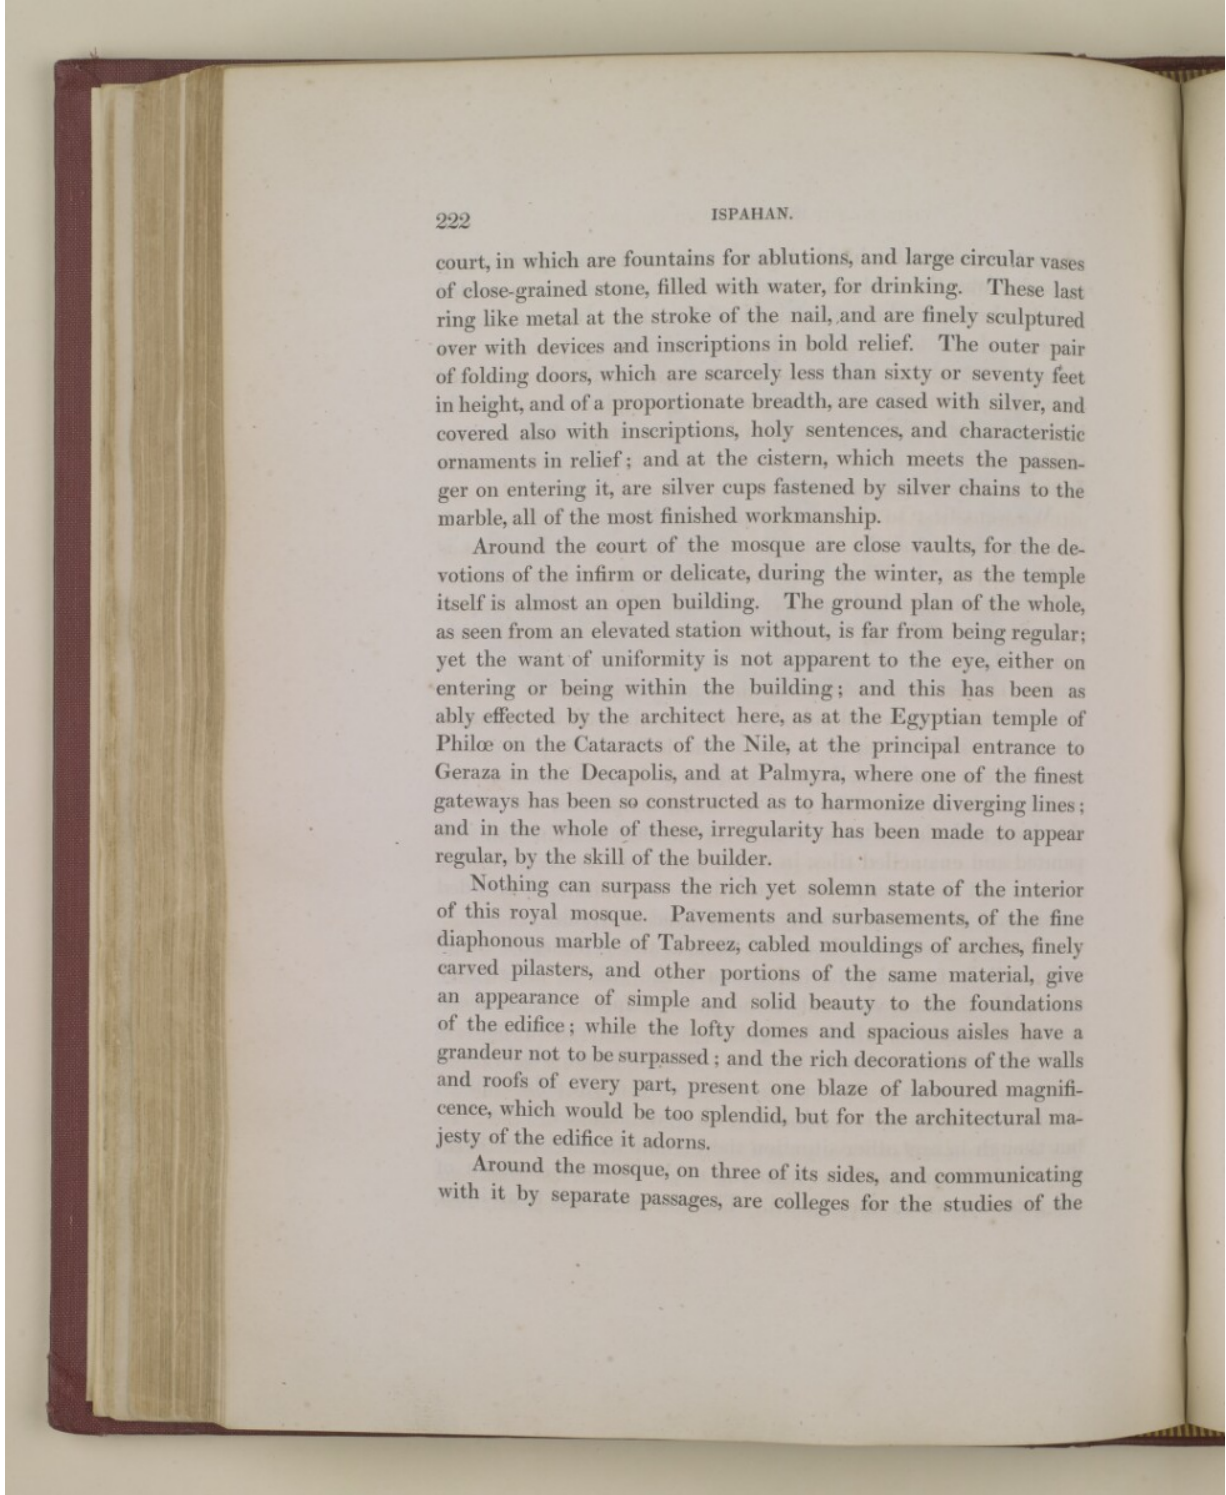 222
ISPAHAN.
court, in which are fountains for ablutions, and large circular vases
of close-grained stone, filled with water, for drinking. These last
ring like metal at the stroke of the nail, and are finely sculptured
over with devices and inscriptions in bold relief. The outer pair
of folding doors, which are scarcely less than sixty or seventy feet
in height, and of a proportionate breadth, are cased with silver, and
covered also with inscriptions, holy sentences, and characteristic
ornaments in relief; and at the cistern, which meets the passen-
ger on entering it, are silver cups fastened by silver chains to the
marble, all of the most finished workmanship.
Around the court of the mosque are close vaults, for the de-
votions of the infirm or delicate, during the winter, as the temple
itself is almost an open building. The ground plan of the whole,
as seen from an elevated station without, is far from being regular;
yet the want of uniformity is not apparent to the eye, either on
entering or being within the building; and this has been as
ably effected by the architect here, as at the Egyptian temple of
Philœ on the Cataracts of the Nile, at the principal entrance to
Geraza in the Decapolis, and at Palmyra, where one of the finest
gateways has been so constructed as to harmonize diverging lines;
and in the whole of these, irregularity has been made to appear
regular, by the skill of the builder.
Nothing can surpass the rich yet solemn state of the interior
of this royal mosque. Pavements and surbasements, of the fine
diaphonous marble of Tabreez, cabled mouldings of arches, finely
carved pilasters, and other portions of the same material, give
an appearance of simple and solid beauty to the foundations
of the edifice; while the lofty domes and spacious aisles have a
grandeur not to be surpassed; and the rich decorations of the walls
and roofs of every part, present one blaze of laboured magnifi-
cence, which would be too splendid, but for the architectural ma-
jesty of the edifice it adorns.
Around the mosque, on three of its sides, and communicating
with it by separate passages, are colleges for the studies of the